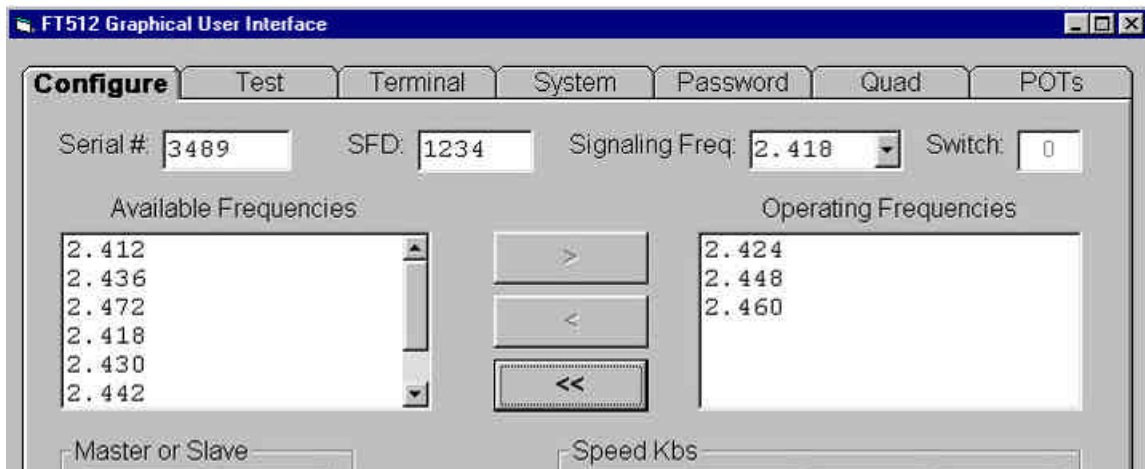 FT512 Graphical User Interface
Configure Test Terminal System Password Quad POTs
Serial #: 3489 SFD: 1234 Signaling Freq: 2.418 Switch: 0
Available Frequencies
2.412
2.436
2.472
2.418
2.430
2.442
>
<
<<
Operating Frequencies
2.424
2.448
2.460
Master or Slave
Speed Kbs